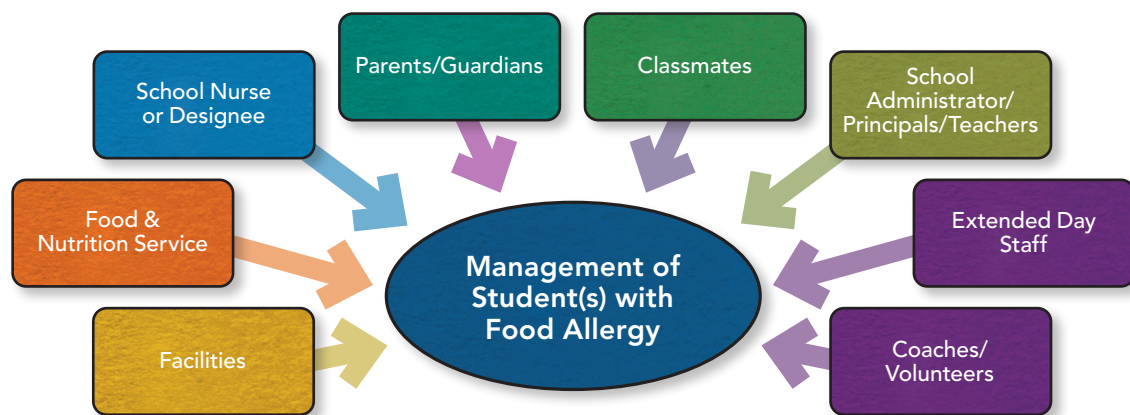 Parents/Guardians
Classmates
School Nurse
or Designee
School
Administrator/
Principals/Teachers
Food &
Nutrition Service
Extended Day
Staff
Management of
Student(s) with
Food Allergy
Facilities
Coaches/
Volunteers